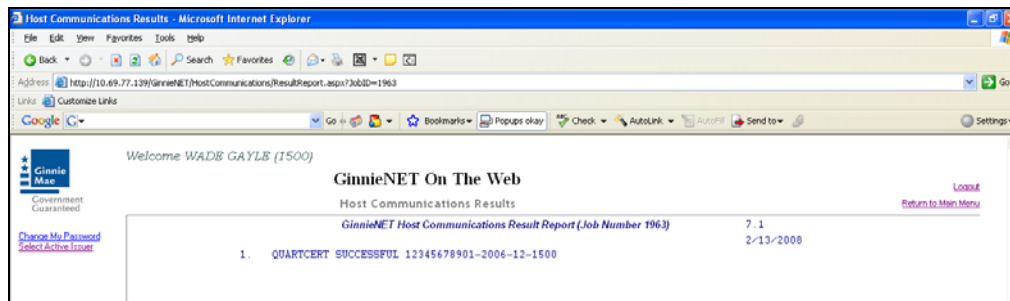 Host Communications Results - Microsoft Internet Explorer
File Edit View Favorites Tools Help
Back Search Favorites
Address http://10.69.77.139/GinnieNET/HostCommunications/ResultReport.aspx?JobID=1963 Go
Links Customize Links
Google G Go Bookmarks Popups okay Check AutoLink AutoFill Send to Settings
Welcome WADE GAYLE (1500)
Ginnie
Mae
Government
Guaranteed
GinnieNET On The Web
Logout
Host Communications Results
Return to Main Menu
Change My Password
Select Active Issuer
GinnieNET Host Communications Result Report (Job Number 1963) 7.1
2/13/2008
1. QUARTCERT SUCCESSFUL 12345678901-2006-12-1500